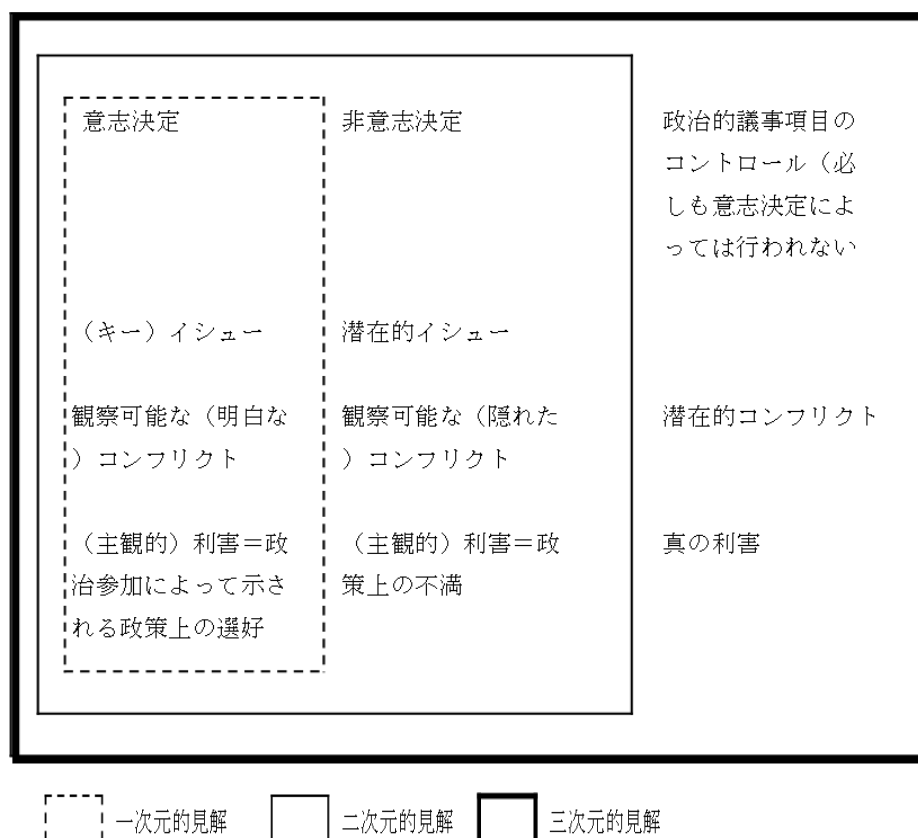 意志決定
非意志決定
政治的議事項目の
コントロール（必
しも意志決定によ
っては行われない
（キー）イシュー
潜在的イシュー
観察可能な（明白な
）コンフリクト
観察可能な（隠れた
）コンフリクト
潜在的コンフリクト
（主観的）利害＝政
治参加によって示さ
れる政策上の選好
（主観的）利害＝政
策上の不満
真の利害
一次元的見解
二次元的見解
三次元的見解